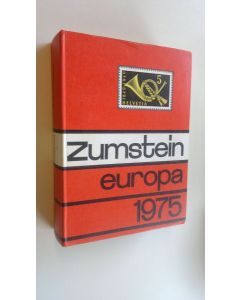 5
HELVETIA
zumstein
europa
1975